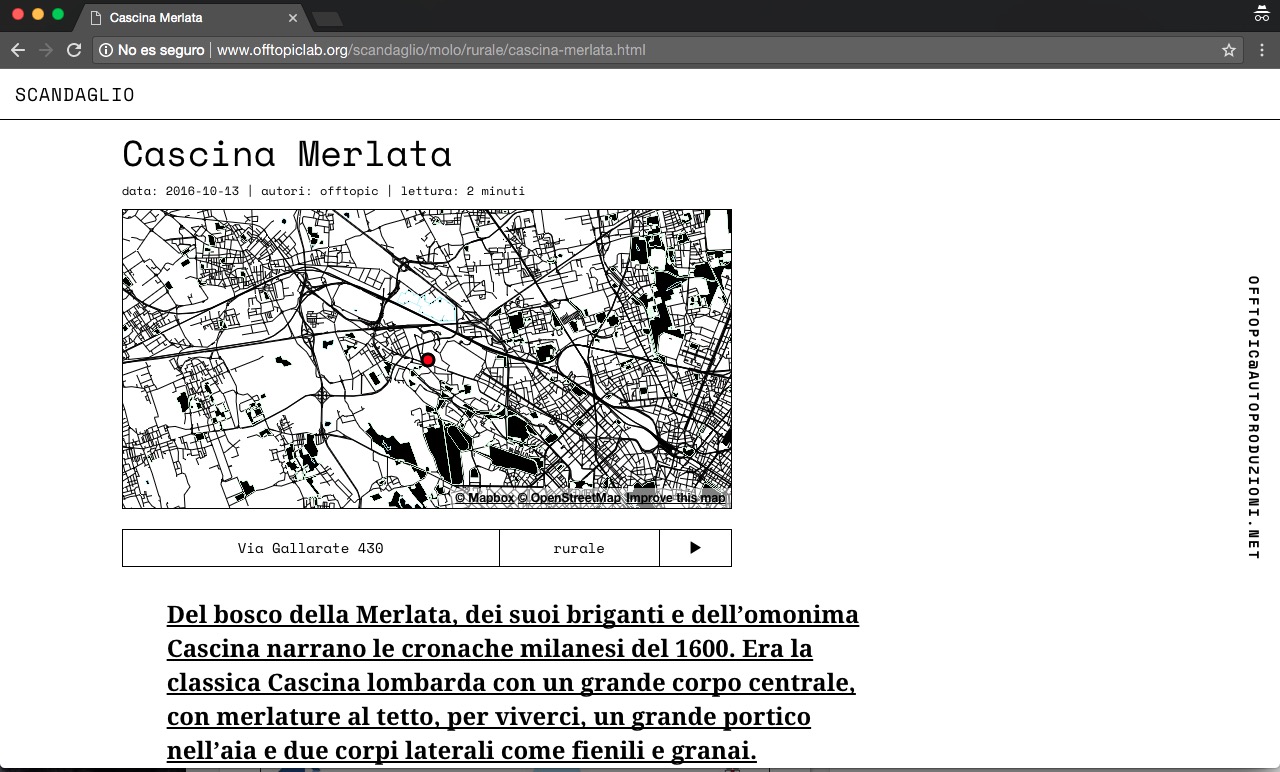 Cascina Merlata
No es seguro | www.offtopiclab.org/scandaglio/molo/rurale/cascina-merlata.html
SCANDAGLIO
Cascina Merlata
data: 2016-10-13 | autori: offtopic | lettura: 2 minuti
© Mapbox © OpenStreetMap Improve this map
Via Gallarate 430
rurale
Del bosco della Merlata, dei suoi briganti e dell’omonima
Cascina narrano le cronache milanesi del 1600. Era la
classica Cascina lombarda con un grande corpo centrale,
con merlature al tetto, per viverci, un grande portico
nell’aia e due corpi laterali come fienili e granai.
OFFTOPIC@AUTOPRODUZIONI.NET